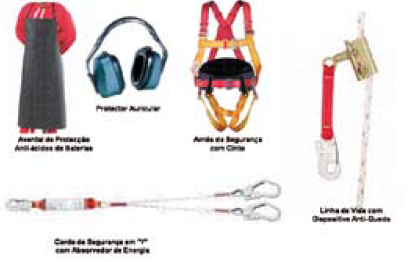 Avental de Protecção
Anti-ácidos de Baterias
Protector Auricular
Arnês de Segurança
com Cinto
Linha de Vida com
Dispositivo Anti-Queda
Corda de Segurança em "Y"
com Absorvedor de Energia